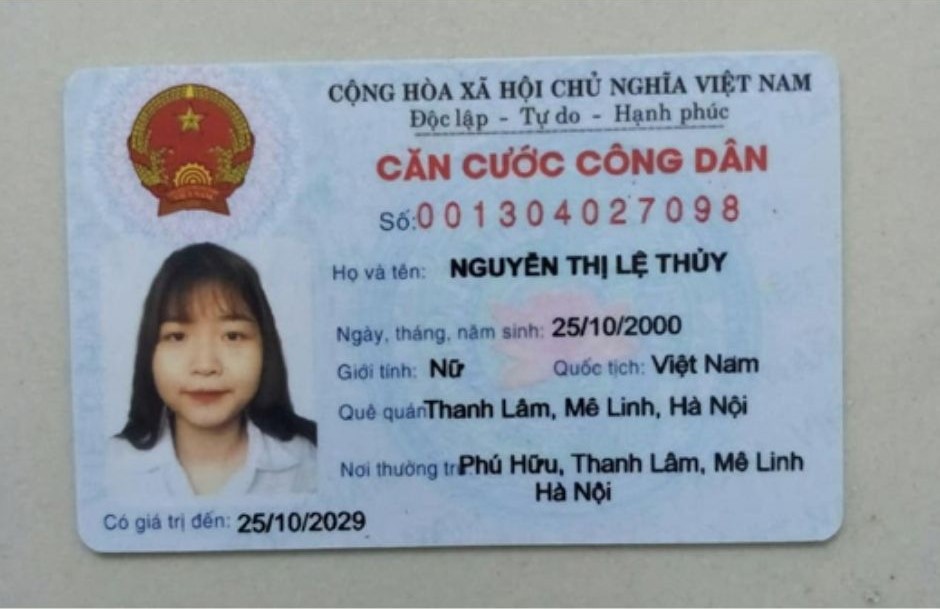 CỘNG HÒA XÃ HỘI CHỦ NGHĨA VIỆT NAM
Độc lập - Tự do - Hạnh phúc
CĂN CƯỚC CÔNG DÂN
Số: 001304027098
Họ và tên: NGUYỄN THỊ LỆ THỦY
Ngày, tháng, năm sinh: 25/10/2000
Giới tính: Nữ Quốc tịch: Việt Nam
Quê quán Thanh Lâm, Mê Linh, Hà Nội
Nơi thường trú Phú Hữu, Thanh Lâm, Mê Linh
Hà Nội
Có giá trị đến: 25/10/2029